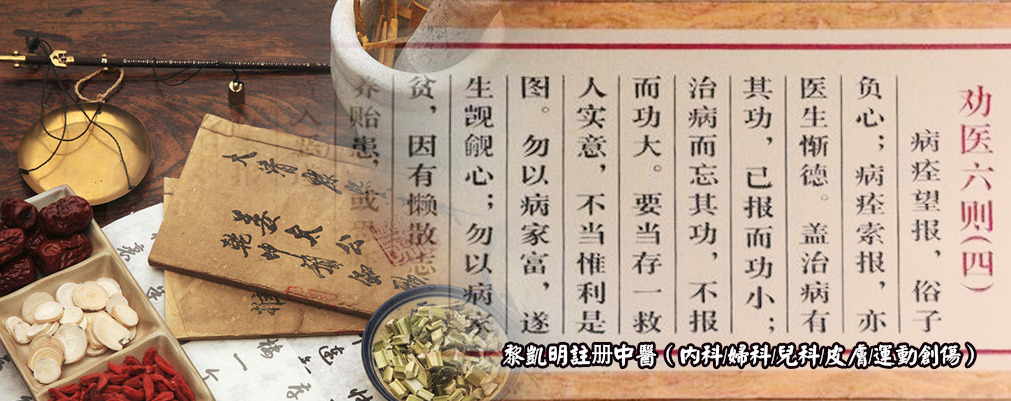 劝医六则(四)
病痊望报，俗子
负心；病痊索报，亦
医生惭德。盖治病有
其功，已报而功小；
治病而忘其功，不报
而功大。要当存一救
人实意，不当惟利是
图。勿以病家富，遂
生觊觎心；勿以病家
贫，因有懒散志
养贻患，或
姜太公
黎凱明註册中醫（内科/婦科/兒科/皮膚/運動創傷）